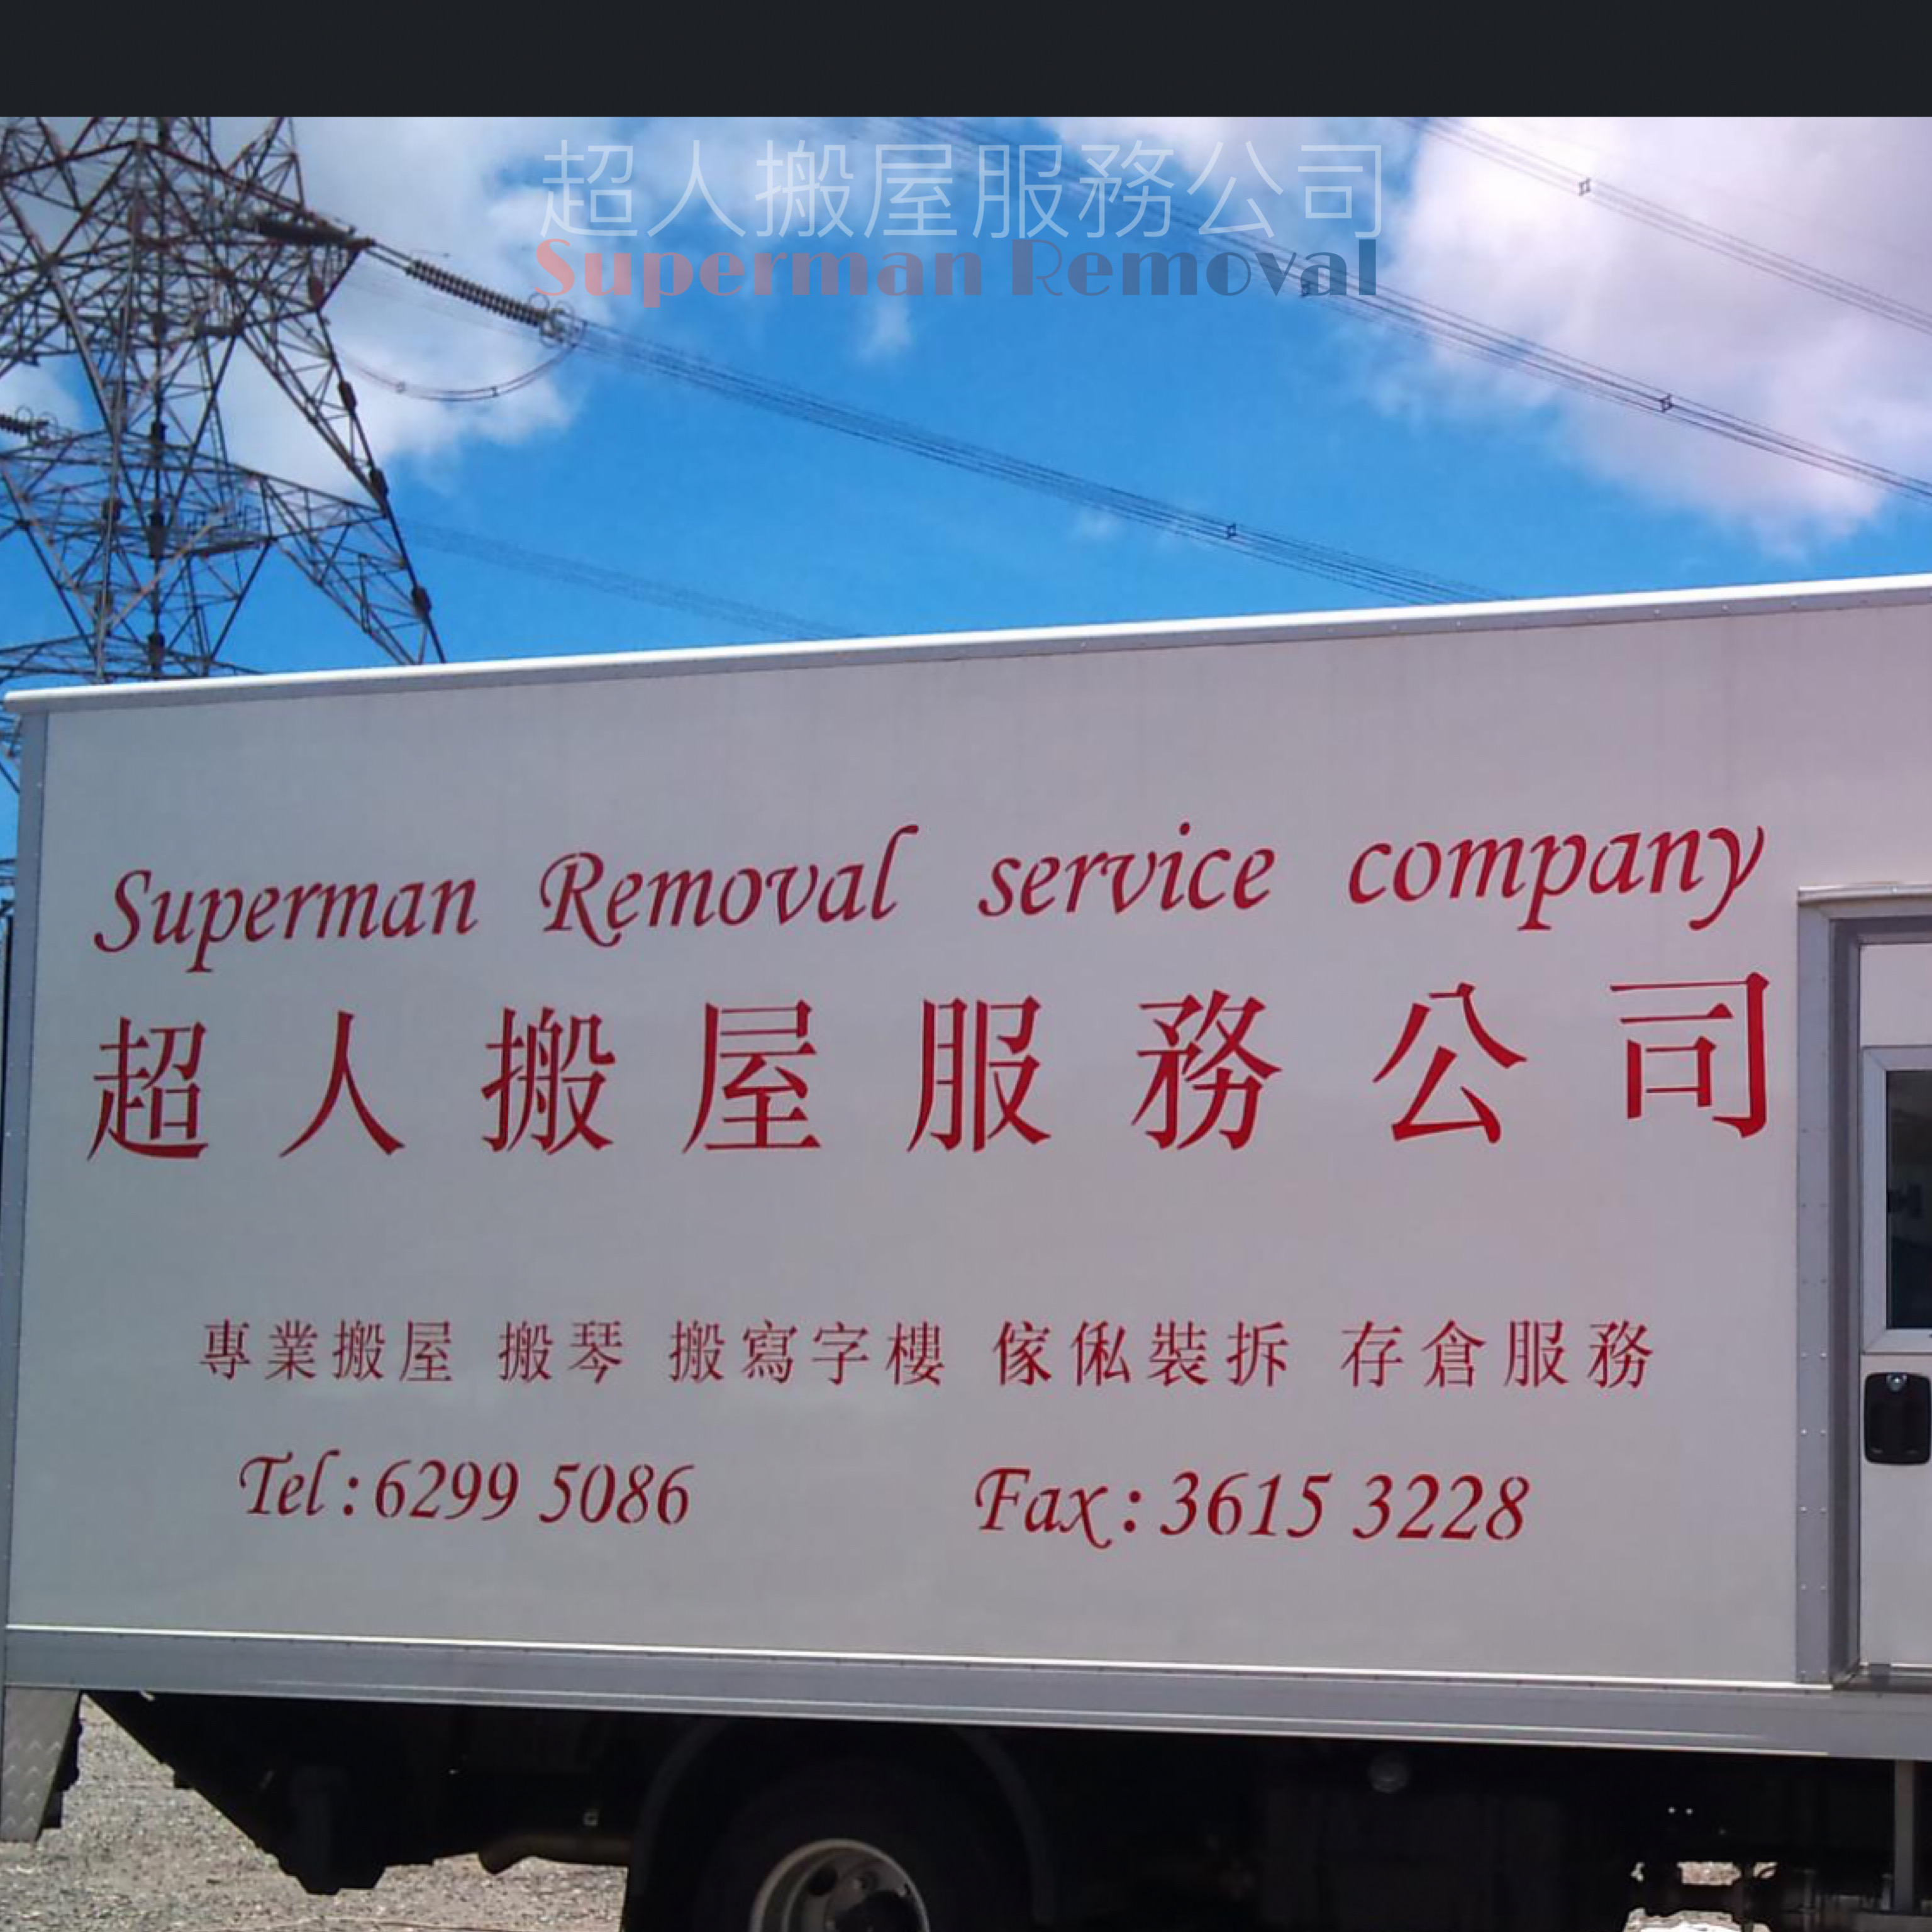 超人搬屋服務公司
Superman Removal
Superman Removal service company
超人搬屋服務公司
專業搬屋 搬琴 搬寫字樓 傢俬裝拆 存倉服務
Tel : 6299 5086 Fax : 3615 3228